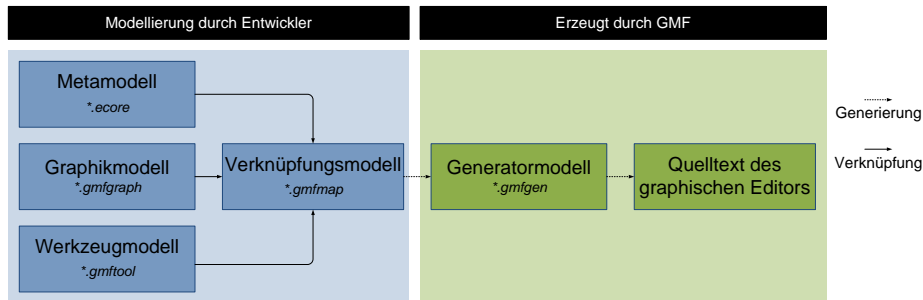 Modellierung durch Entwickler
Erzeugt durch GMF
Metamodell
*.ecore
Graphikmodell
*.gmfgraph
Werkzeugmodell
*.gmftool
Verknüpfungsmodell
*.gmfmap
Generatormodell
*.gmfgen
Quelltext des
graphischen Editors
Generierung
Verknüpfung